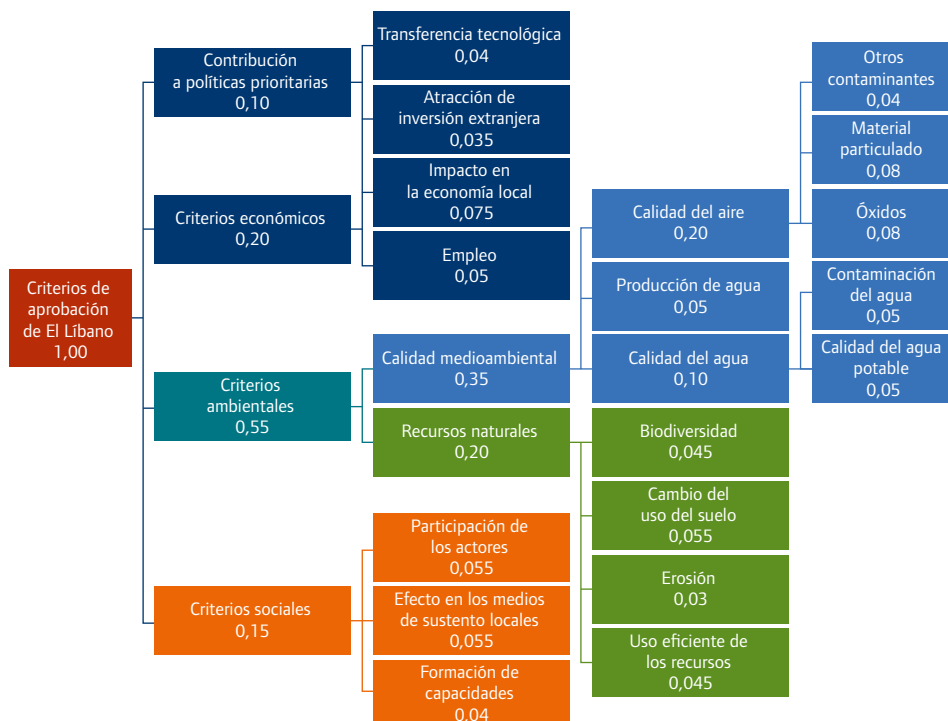 Criterios de
aprobación
de El Líbano
1,00
Contribución
a políticas prioritarias
0,10
Criterios económicos
0,20
Criterios
ambientales
0,55
Criterios sociales
0,15
Transferencia tecnológica
0,04
Atracción de
inversión extranjera
0,035
Impacto en
la economía local
0,075
Empleo
0,05
Calidad medioambiental
0,35
Recursos naturales
0,20
Participación de
los actores
0,055
Efecto en los medios
de sustento locales
0,055
Formación de
capacidades
0,04
Calidad del aire
0,20
Producción de agua
0,05
Calidad del agua
0,10
Biodiversidad
0,045
Cambio del
uso del suelo
0,055
Erosión
0,03
Uso eficiente de
los recursos
0,045
Otros
contaminantes
0,04
Material
particulado
0,08
Óxidos
0,08
Contaminación
del agua
0,05
Calidad del agua
potable
0,05